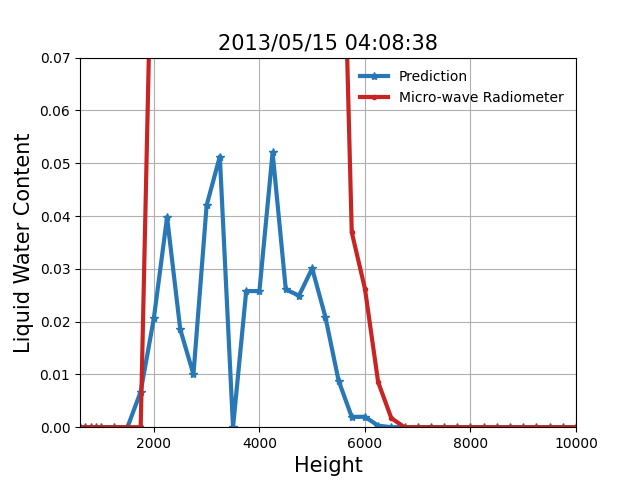 2013/05/15 04:08:38
Prediction
Micro-wave Radiometer
Liquid Water Content
0.07
0.06
0.05
0.04
0.03
0.02
0.01
0.00
2000 4000 6000 8000 10000
Height